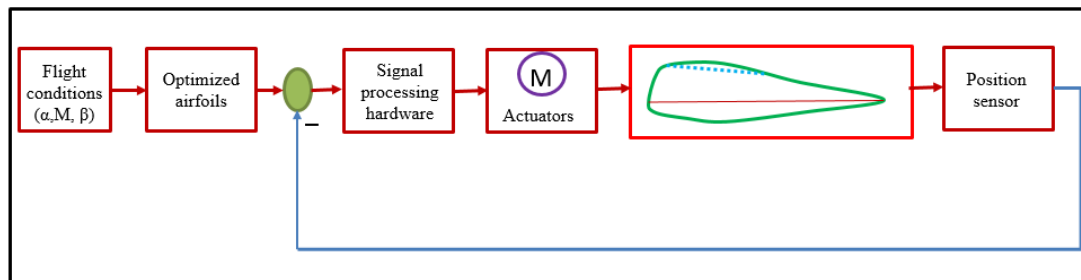 Flight
conditions
(α,M, β)
Optimized
airfoils
–
Signal
processing
hardware
M
Actuators
Position
sensor